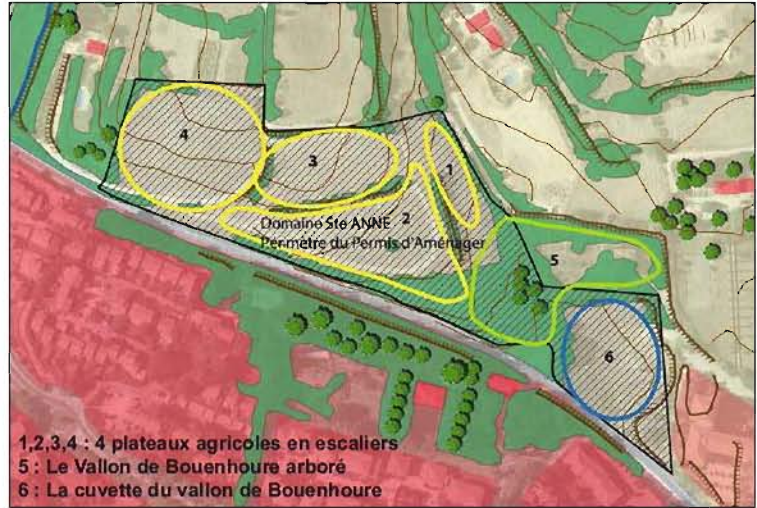 4
3
1
2
Domaine Ste ANNE
Permètre du Permis d'Aménager
5
6
1,2,3,4 : 4 plateaux agricoles en escaliers
5 : Le Vallon de Bouenhoure arboré
6 : La cuvette du vallon de Bouenhoure